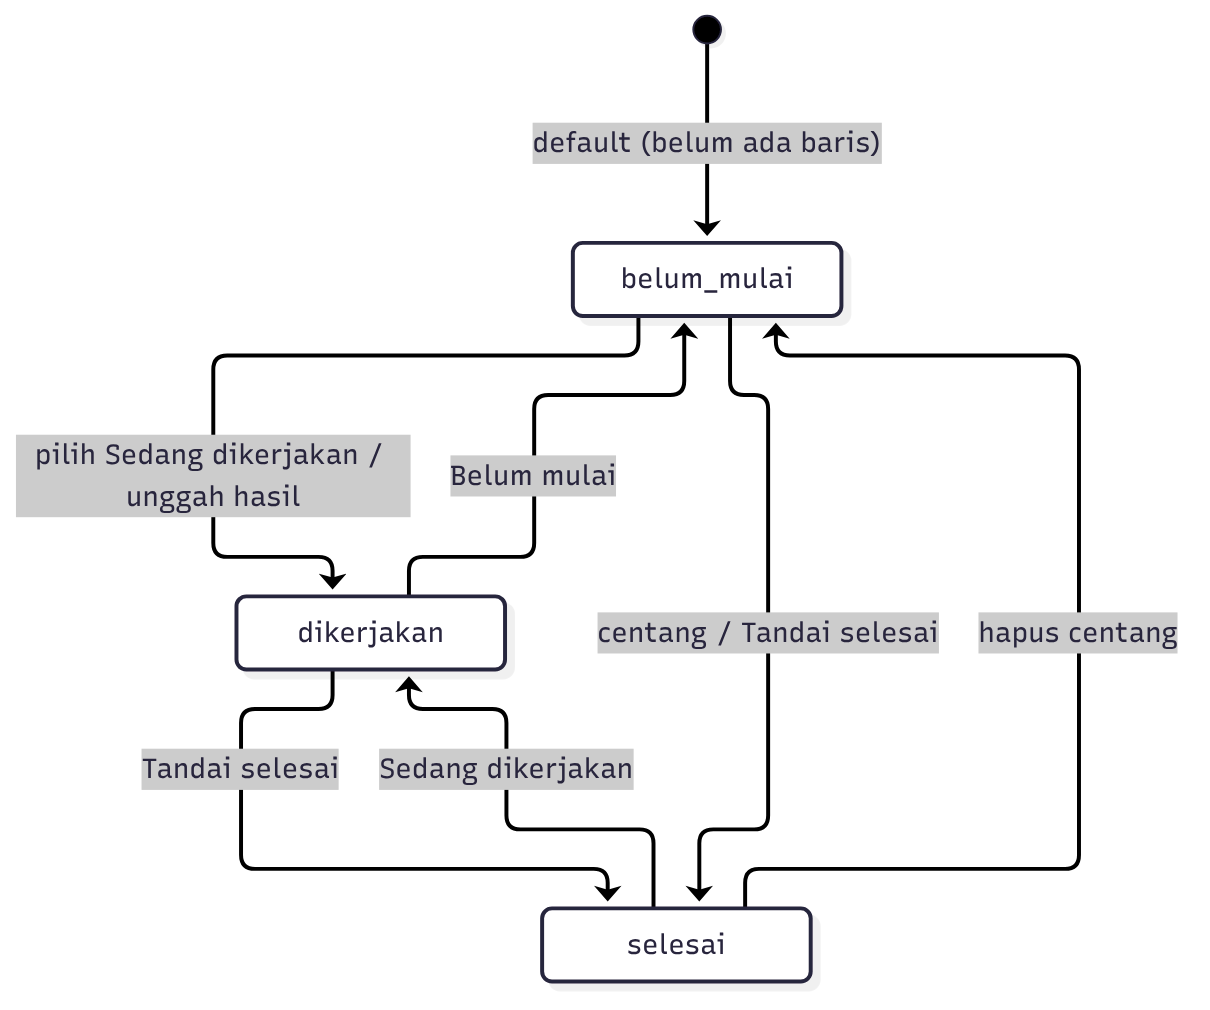 default (belum ada baris)
belum_mulai
pilih Sedang dikerjakan /
unggah hasil
Belum mulai
dikerjakan
centang / Tandai selesai
hapus centang
Tandai selesai
Sedang dikerjakan
selesai